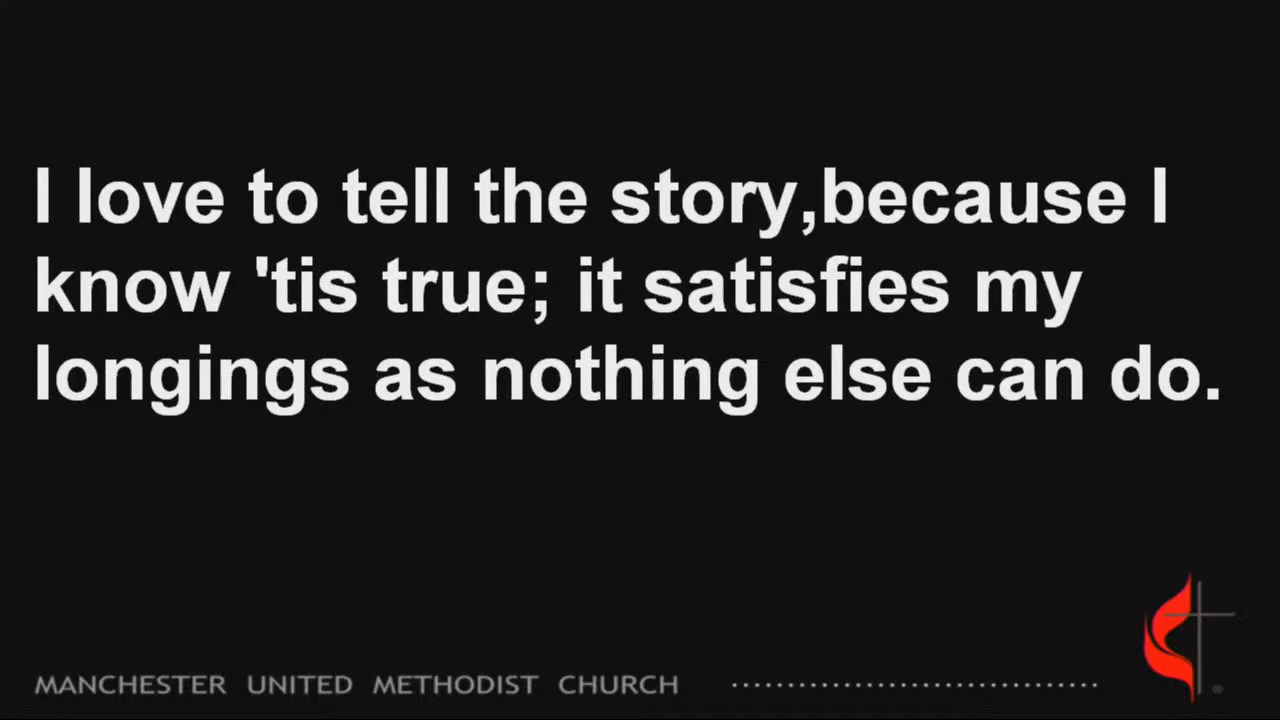 I love to tell the story,because I
know 'tis true; it satisfies my
longings as nothing else can do.
MANCHESTER UNITED METHODIST CHURCH